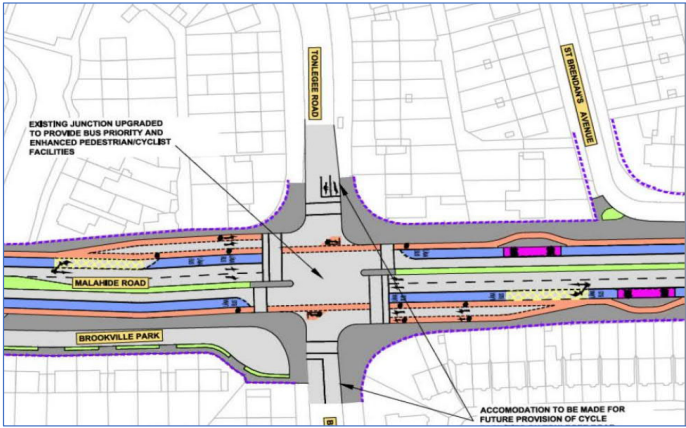 TONLEGEE ROAD
ST BRENDAN'S AVENUE
EXISTING JUNCTION UPGRADED
TO PROVIDE BUS PRIORITY AND
ENHANCED PEDESTRIAN/CYCLIST
FACILITIES
MALAHIDE ROAD
BROOKVILLE PARK
ACCOMODATION TO BE MADE FOR
FUTURE PROVISION OF CYCLE